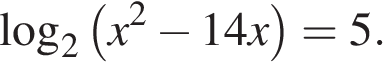 log₂ (x² − 14x) = 5.